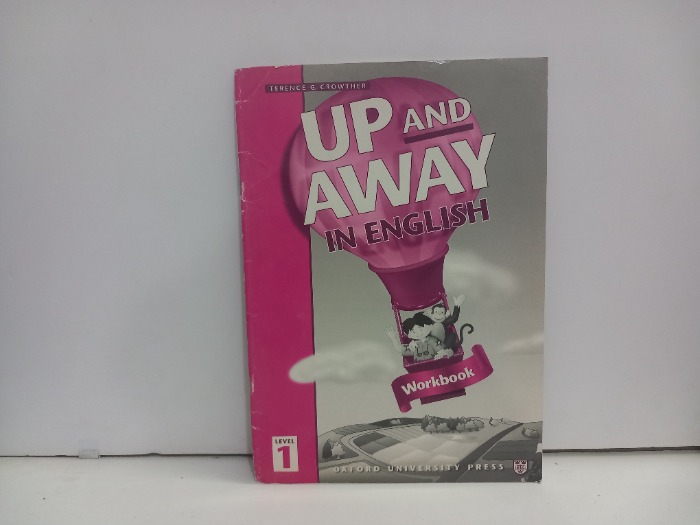 TERENCE G. CROWTHER
UP AND
AWAY
IN ENGLISH
Workbook
LEVEL
1
OXFORD UNIVERSITY PRESS